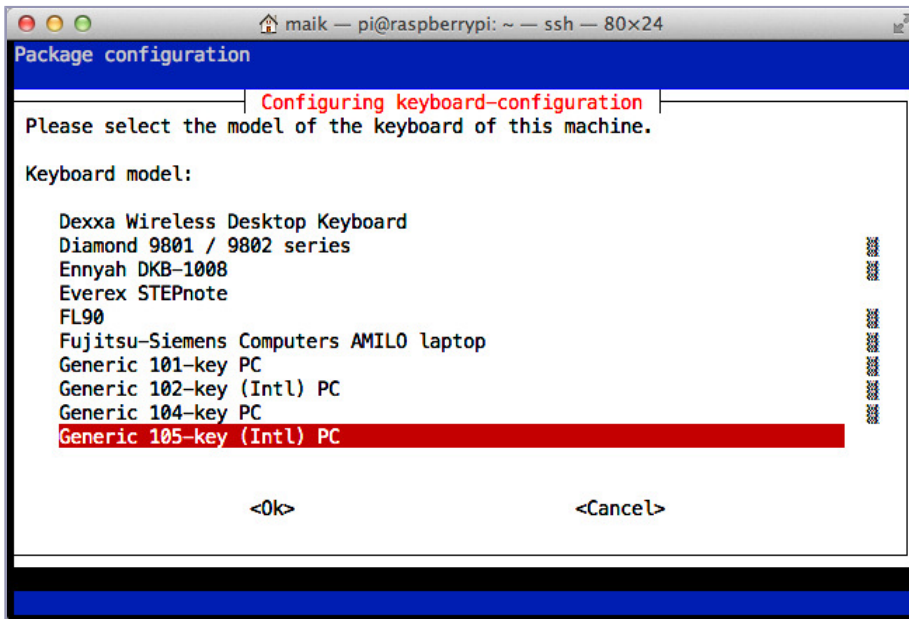 maik — pi@raspberrypi: ~ — ssh — 80×24
Package configuration
Configuring keyboard-configuration
Please select the model of the keyboard of this machine.
Keyboard model:
Dexxa Wireless Desktop Keyboard
Diamond 9801 / 9802 series
Ennyah DKB-1008
Everex STEPnote
FL90
Fujitsu-Siemens Computers AMILO laptop
Generic 101-key PC
Generic 102-key (Intl) PC
Generic 104-key PC
Generic 105-key (Intl) PC
<Ok> <Cancel>